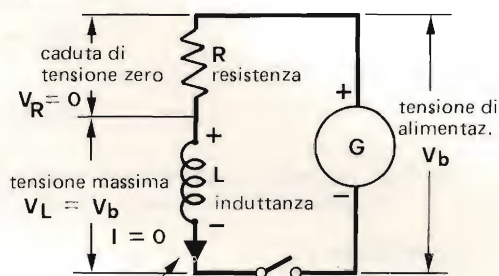 caduta di
tensione zero
V_R = 0
R
resistenza
+
tensione di
alimentaz.
V_b
G
+
L
tensione massima
V_L = V_b
induttanza
−
−
I = 0